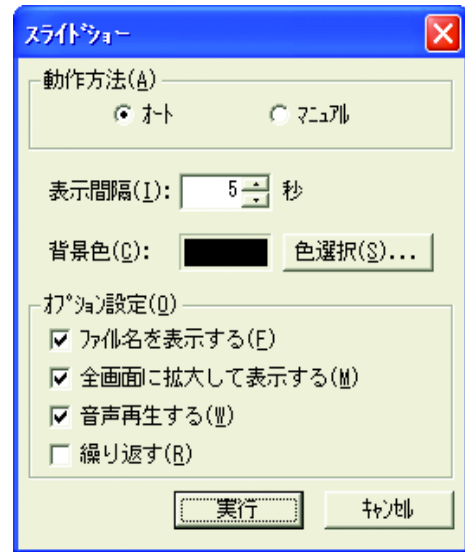 スライドショー
動作方法(A)
オート マニュアル
表示間隔(I): 5 秒
背景色(C): 色選択(S)...
オプション設定(O)
ファイル名を表示する(F)
全画面に拡大して表示する(M)
音声再生する(W)
繰り返す(R)
実行 キャンセル